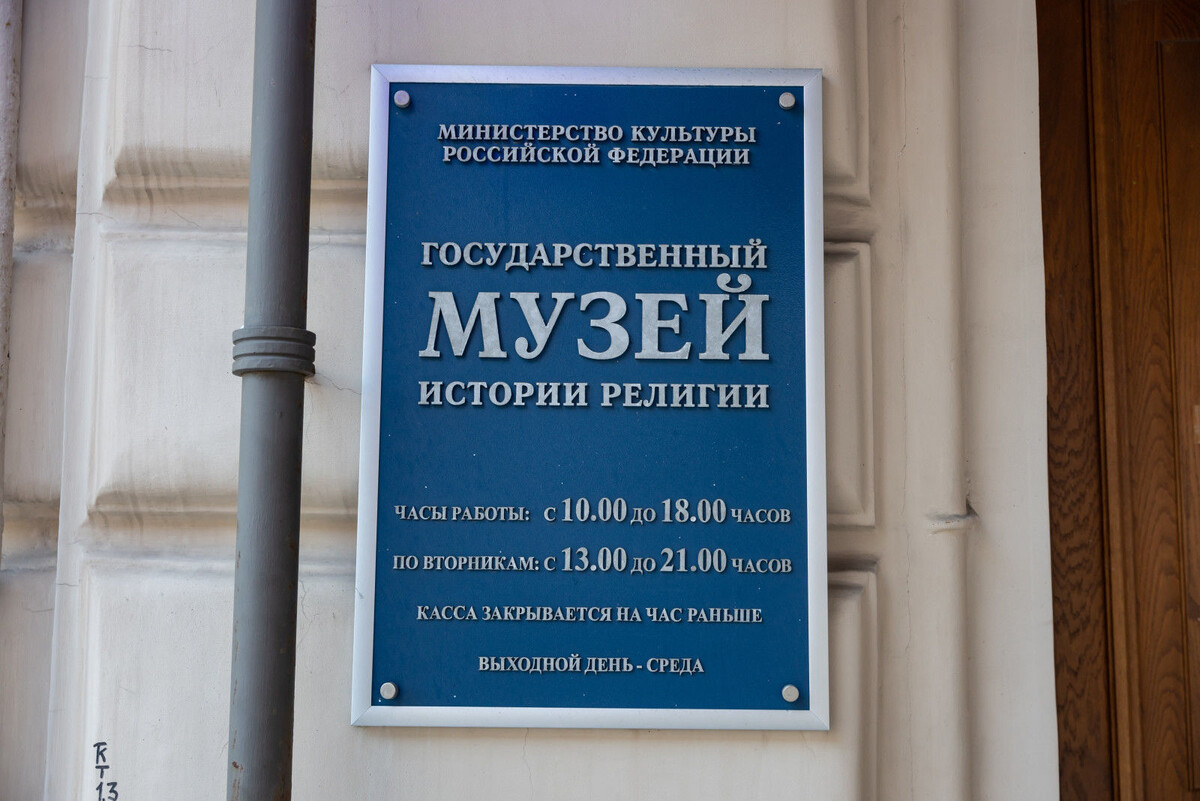 МИНИСТЕРСТВО КУЛЬТУРЫ
РОССИЙСКОЙ ФЕДЕРАЦИИ
ГОСУДАРСТВЕННЫЙ
МУЗЕЙ
ИСТОРИИ РЕЛИГИИ
ЧАСЫ РАБОТЫ: С 10.00 ДО 18.00 ЧАСОВ
ПО ВТОРНИКАМ: С 13.00 ДО 21.00 ЧАСОВ
КАССА ЗАКРЫВАЕТСЯ НА ЧАС РАНЬШЕ
ВЫХОДНОЙ ДЕНЬ - СРЕДА